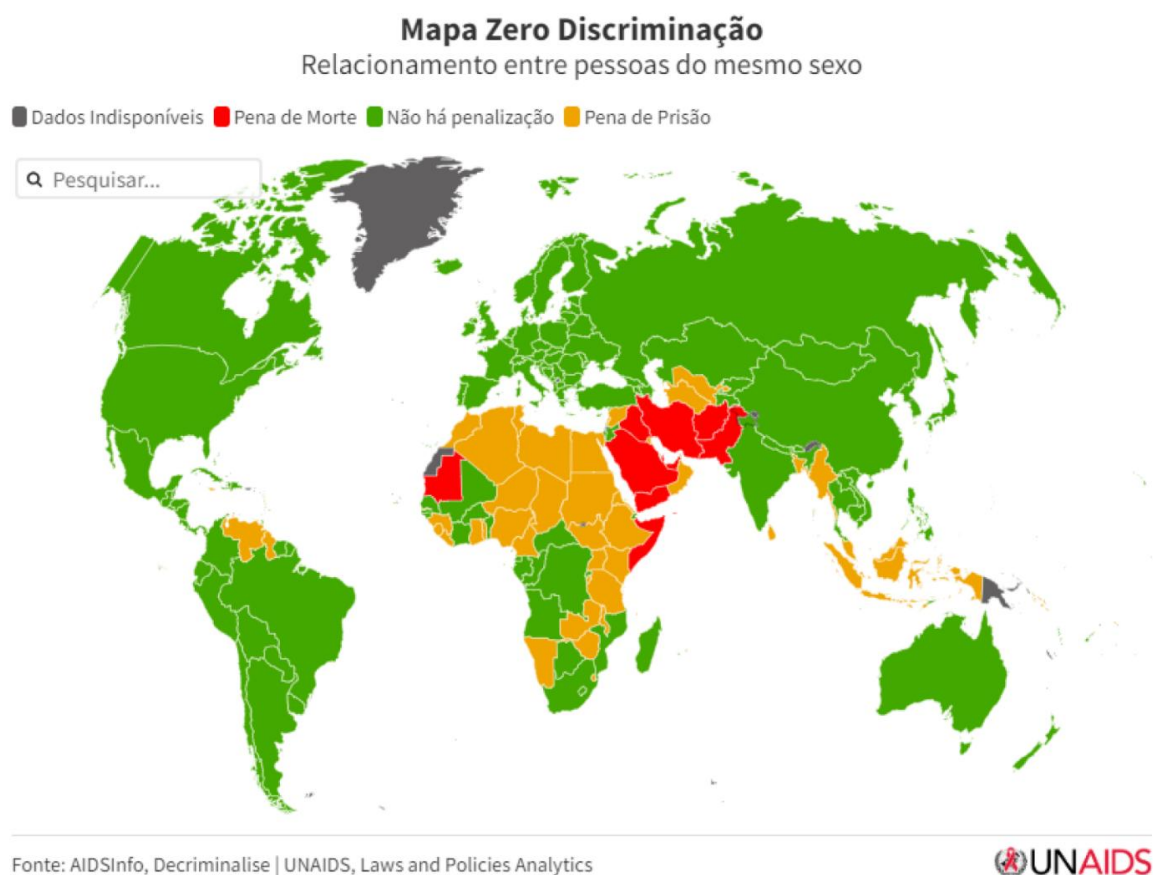 Mapa Zero Discriminação
Relacionamento entre pessoas do mesmo sexo
Dados Indisponíveis Pena de Morte Não há penalização Pena de Prisão
Pesquisar...
Fonte: AIDSInfo, Decriminalise | UNAIDS, Laws and Policies Analytics
UNAIDS